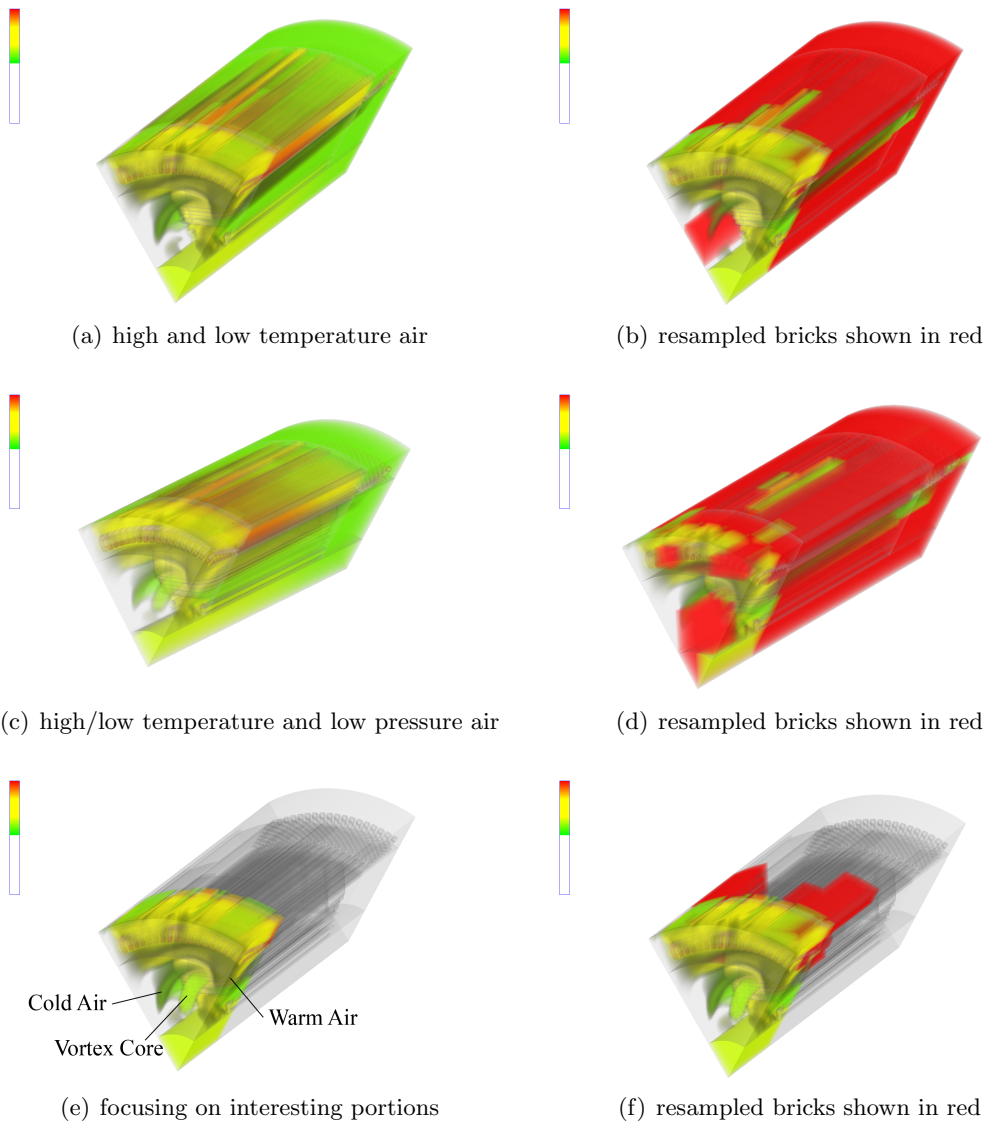 (a) high and low temperature air
(b) resampled bricks shown in red
(c) high/low temperature and low pressure air
(d) resampled bricks shown in red
Cold Air
Warm Air
Vortex Core
(e) focusing on interesting portions
(f) resampled bricks shown in red